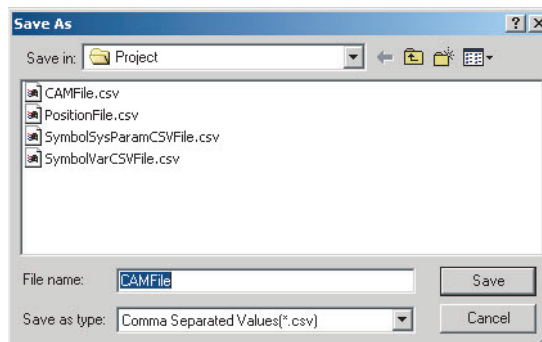 Save As
Save in: Project
CAMFile.csv
PositionFile.csv
SymbolSysParamCSVFile.csv
SymbolVarCSVFile.csv
File name: CAMFile Save
Save as type: Comma Separated Values(*.csv) Cancel